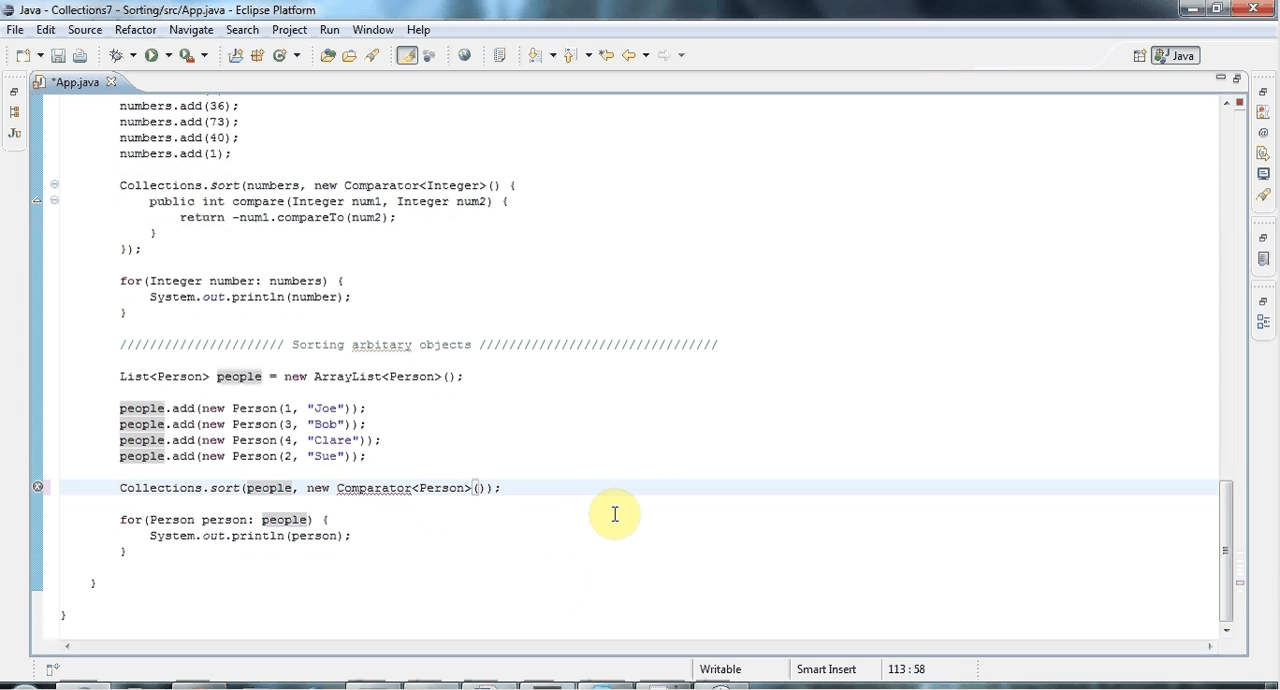 Java - Collections7 - Sorting/src/App.java - Eclipse Platform
File Edit Source Refactor Navigate Search Project Run Window Help
Java
*App.java
numbers.add(36);
numbers.add(73);
numbers.add(40);
numbers.add(1);
Collections.sort(numbers, new Comparator<Integer>() {
public int compare(Integer num1, Integer num2) {
return -num1.compareTo(num2);
}
});
for(Integer number: numbers) {
System.out.println(number);
}
////////////////////// Sorting arbitary objects ////////////////////////////////
List<Person> people = new ArrayList<Person>();
people.add(new Person(1, "Joe"));
people.add(new Person(3, "Bob"));
people.add(new Person(4, "Clare"));
people.add(new Person(2, "Sue"));
Collections.sort(people, new Comparator<Person>());
for(Person person: people) {
System.out.println(person);
}
}
}
Writable Smart Insert 113 : 58